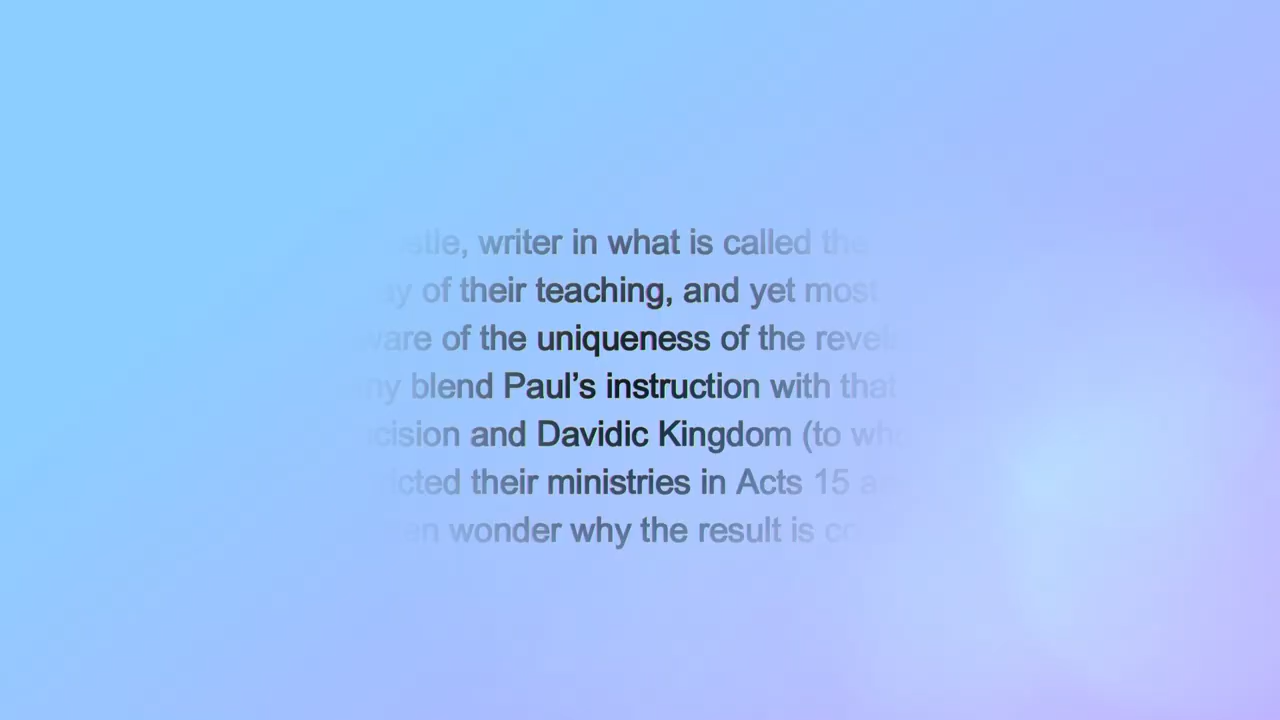 writer in what is called the
of their teaching, and yet most
of the uniqueness of the
blend Paul’s instruction with that
and Davidic Kingdom (to
their ministries in Acts 15
wonder why the result is